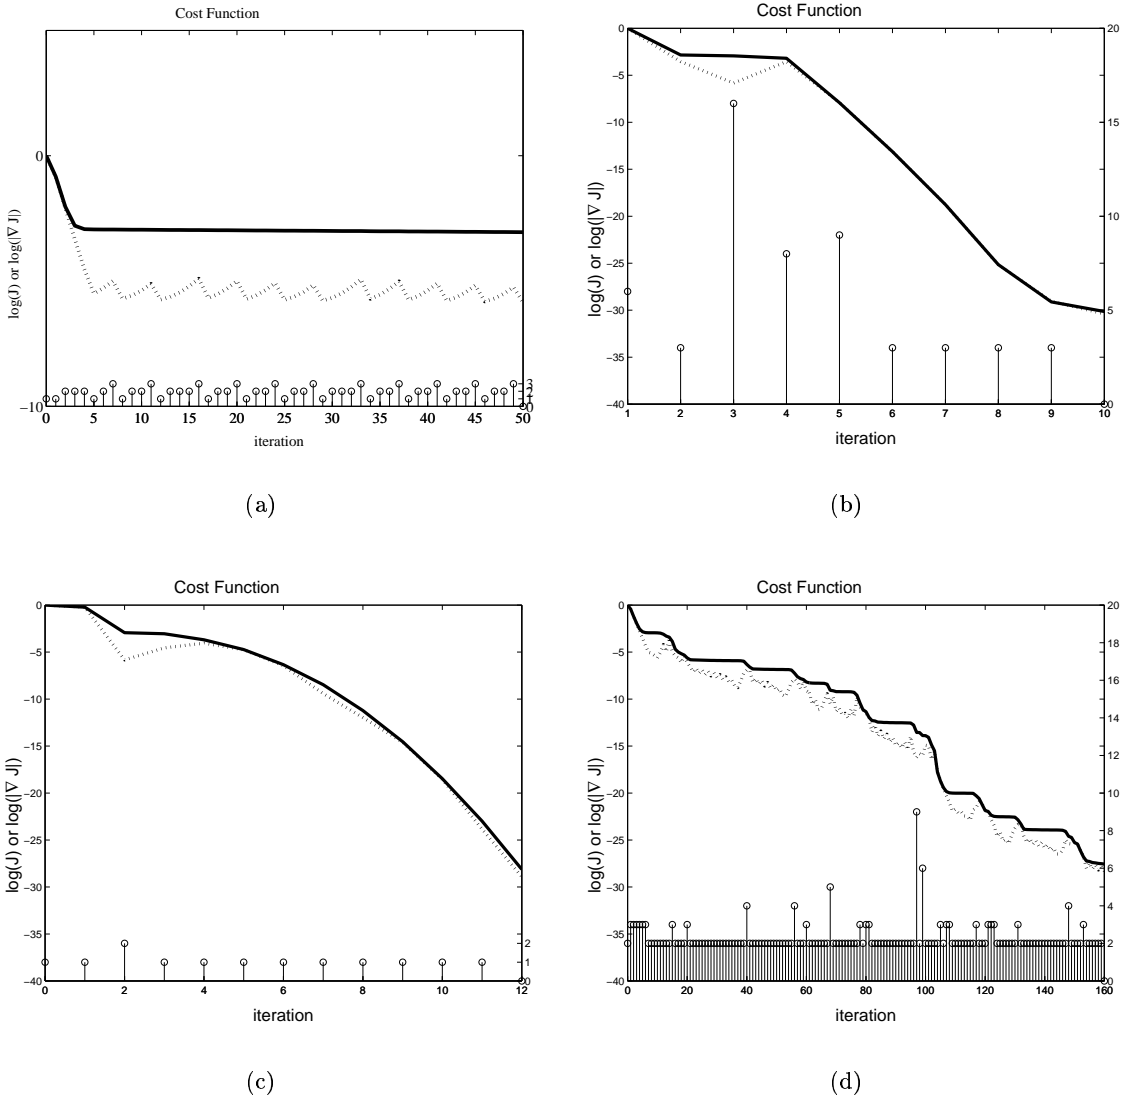 Cost Function
log(J) or log(|∇ J|)
0
−10
0 5 10 15 20 25 30 35 40 45 50
3
2
1
0
iteration
(a)
Cost Function
log(J) or log(|∇ J|)
0
−5
−10
−15
−20
−25
−30
−35
−40
1 2 3 4 5 6 7 8 9 10
20
15
10
5
0
iteration
(b)
Cost Function
log(J) or log(|∇ J|)
0
−5
−10
−15
−20
−25
−30
−35
−40
0 2 4 6 8 10 12
2
1
0
iteration
(c)
Cost Function
log(J) or log(|∇ J|)
0
−5
−10
−15
−20
−25
−30
−35
−40
0 20 40 60 80 100 120 140 160
20
18
16
14
12
10
8
6
4
2
0
iteration
(d)